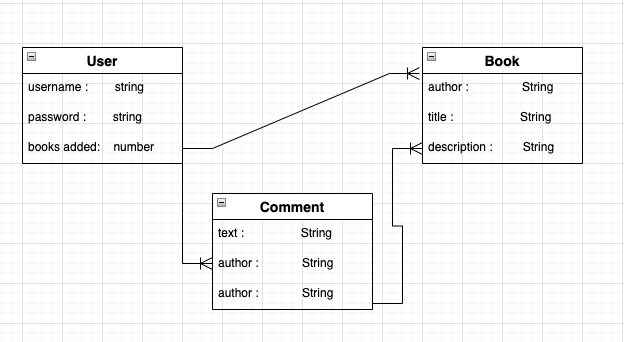 User
username : string
password : string
books added: number
Book
author : String
title : String
description : String
Comment
text : String
author : String
author : String